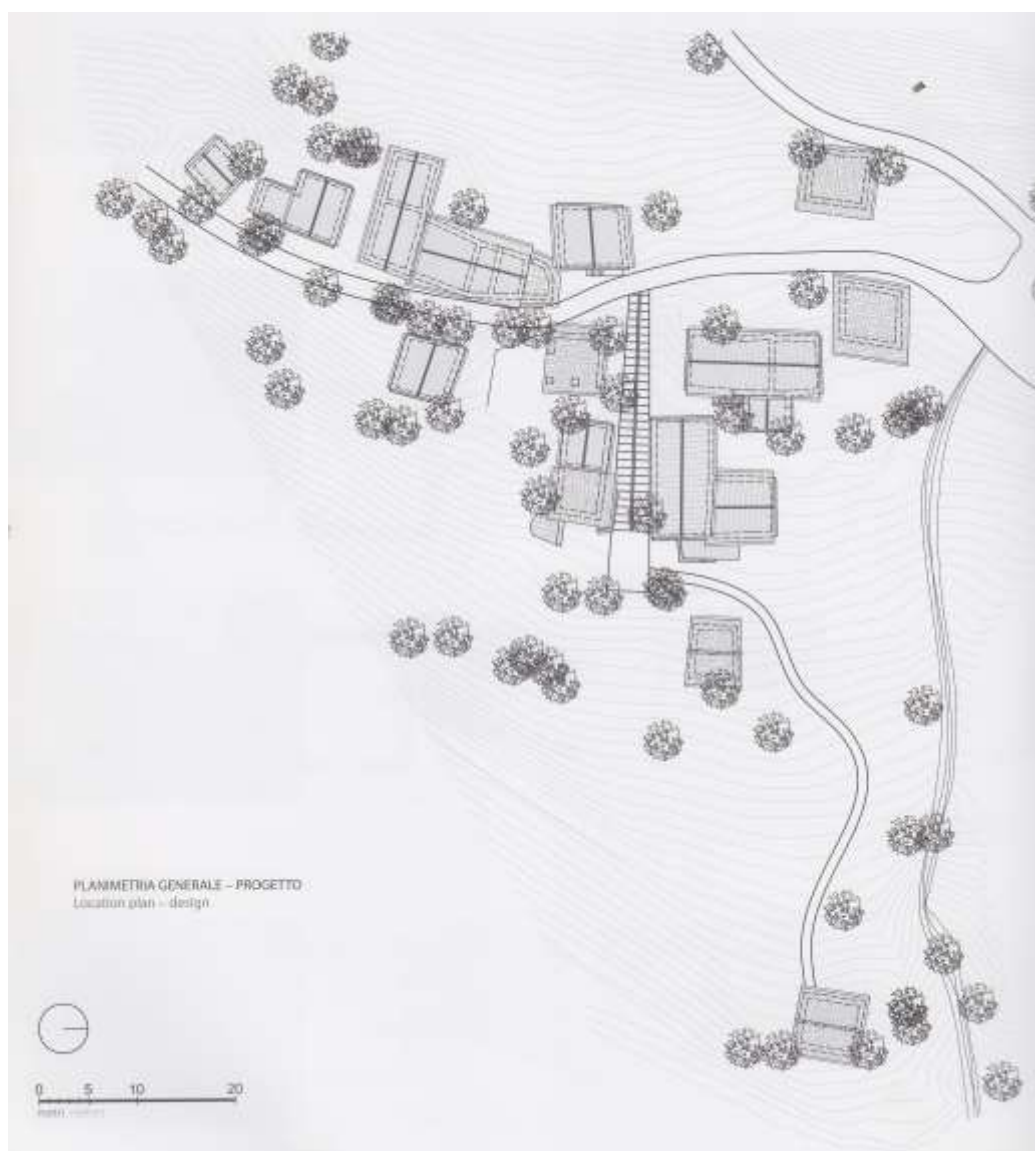 PLANIMETRIA GENERALE – PROGETTO
Location plan – design
0 5 10 20
metri